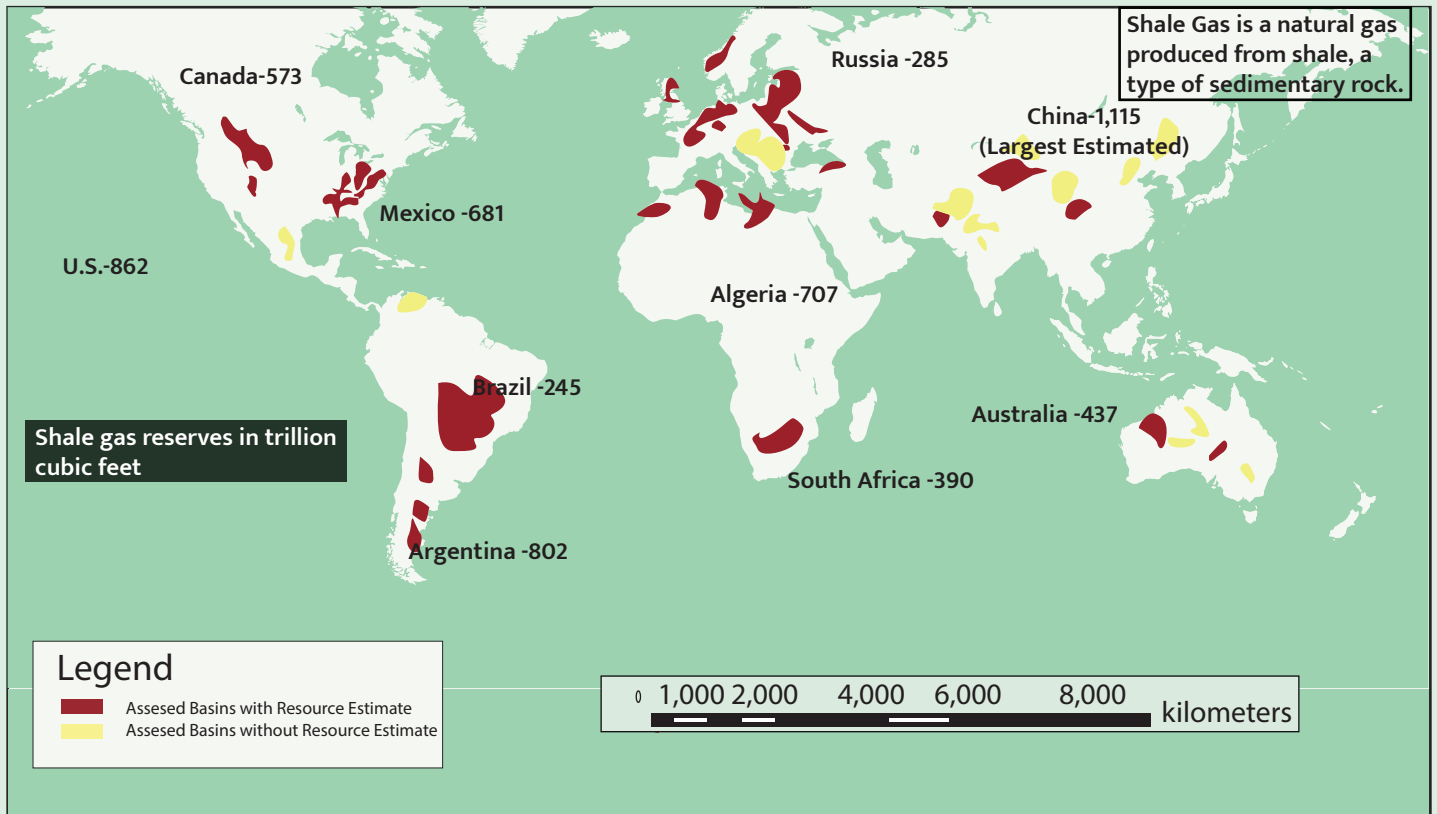 Shale Gas is a natural gas
produced from shale, a
type of sedimentary rock.
Russia -285
Canada-573
China-1,115
(Largest Estimated)
Mexico -681
U.S.-862
Algeria -707
Brazil -245
Australia -437
Shale gas reserves in trillion
cubic feet
South Africa -390
Argentina -802
Legend
Assesed Basins with Resource Estimate
Assesed Basins without Resource Estimate
0 1,000 2,000 4,000 6,000 8,000
kilometers